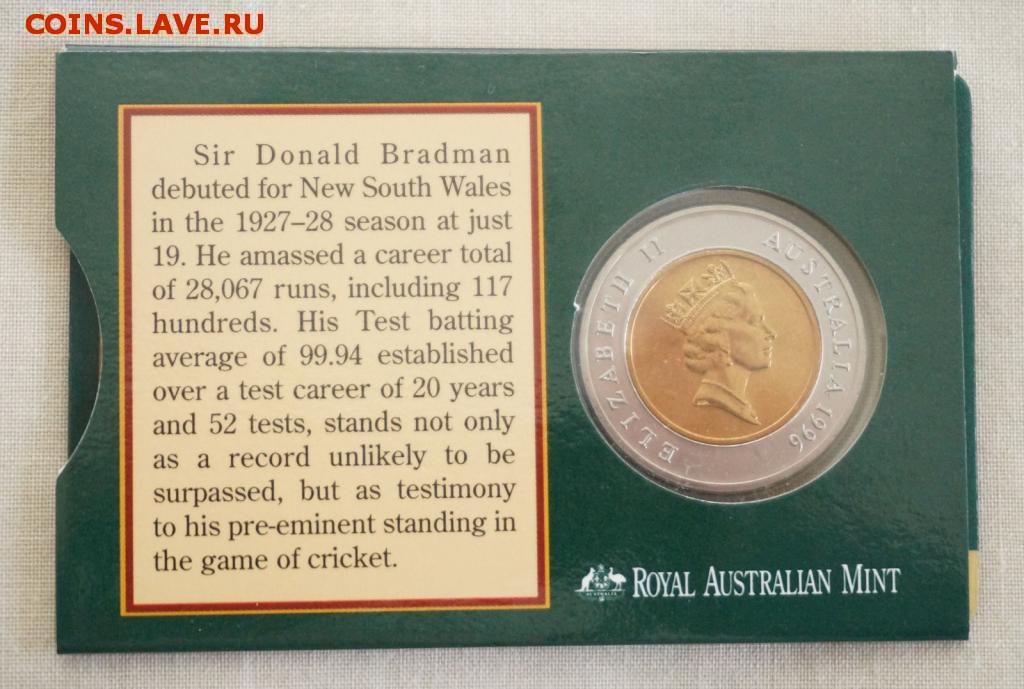 COINS.LAVE.RU
Sir Donald Bradman
debuted for New South Wales
in the 1927–28 season at just
19. He amassed a career total
of 28,067 runs, including 117
hundreds. His Test batting
average of 99.94 established
over a test career of 20 years
and 52 tests, stands not only
as a record unlikely to be
surpassed, but as testimony
to his pre-eminent standing in
the game of cricket.
ELIZABETH II
AUSTRALIA 1996
ROYAL AUSTRALIAN MINT